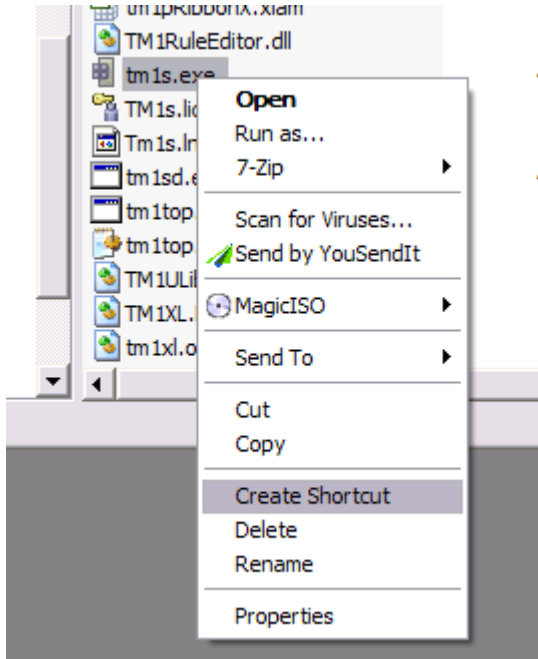 tm1pRibbonX.xlam
TM1RuleEditor.dll
tm1s.exe
TM1s.lic
Tm1s.ln
tm1sd.e
tm1top
tm1top
TM1ULi
TM1XL.
tm1xl.o
Open
Run as...
7-Zip
Scan for Viruses...
Send by YouSendIt
MagicISO
Send To
Cut
Copy
Create Shortcut
Delete
Rename
Properties